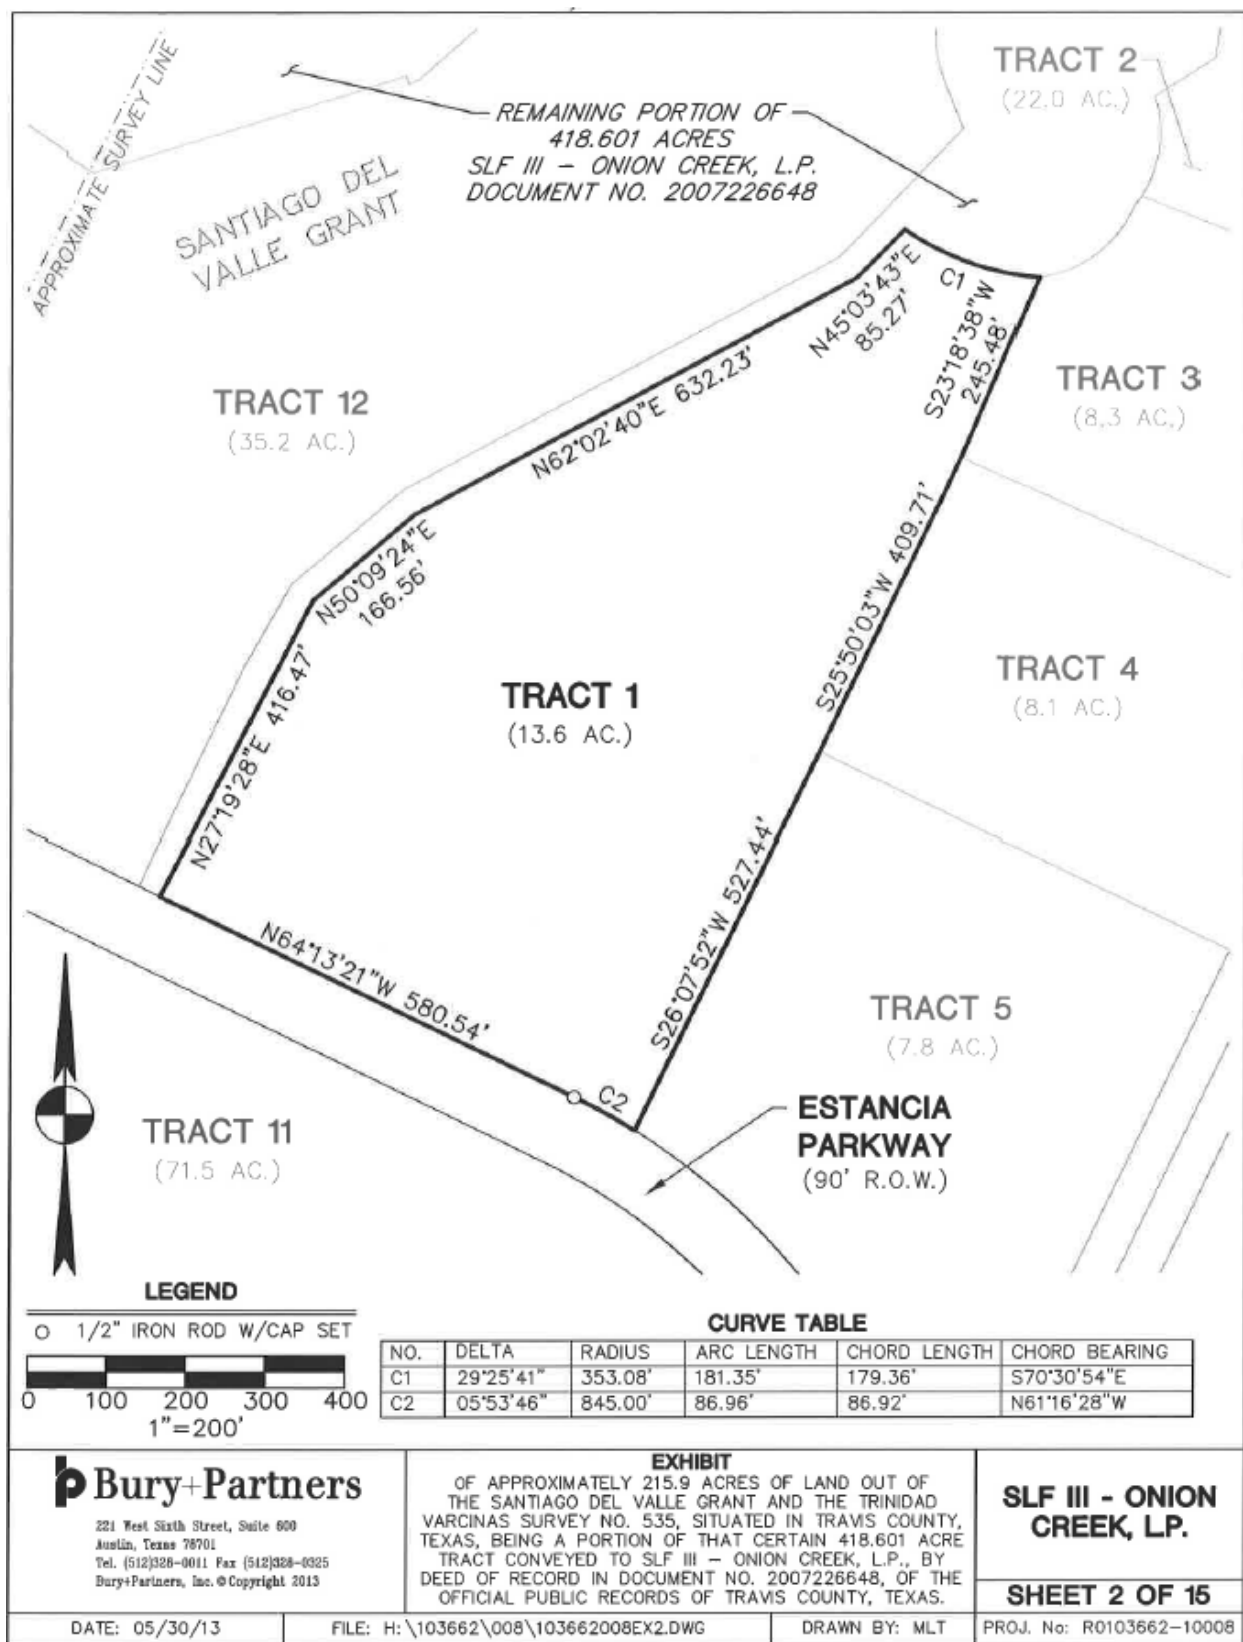 TRACT 2
(22.0 AC.)
APPROXIMATE SURVEY LINE
REMAINING PORTION OF
418.601 ACRES
SLF III – ONION CREEK, L.P.
DOCUMENT NO. 2007226648
SANTIAGO DEL
VALLE GRANT
C1
N45°03'43"E
85.27'
S23°18'38"W
245.48'
TRACT 12
(35.2 AC.)
N62°02'40"E 632.23'
TRACT 3
(8.3 AC.)
N50°09'24"E
166.56'
S25°50'03"W 409.71'
TRACT 1
(13.6 AC.)
TRACT 4
(8.1 AC.)
N27°19'28"E 416.47'
N64°13'21"W 580.54'
S26°07'52"W 527.44'
TRACT 5
(7.8 AC.)
C2
TRACT 11
(71.5 AC.)
ESTANCIA
PARKWAY
(90' R.O.W.)
LEGEND
1/2" IRON ROD W/CAP SET
0 100 200 300 400
1"=200'
CURVE TABLE
NO. DELTA RADIUS ARC LENGTH CHORD LENGTH CHORD BEARING
C1 29°25'41" 353.08' 181.35' 179.36' S70°30'54"E
C2 05°53'46" 845.00' 86.96' 86.92' N61°16'28"W
Bury+Partners
221 West Sixth Street, Suite 600
Austin, Texas 78701
Tel. (512)328-0011 Fax (512)328-0325
Bury+Partners, Inc. © Copyright 2013
EXHIBIT
OF APPROXIMATELY 215.9 ACRES OF LAND OUT OF
THE SANTIAGO DEL VALLE GRANT AND THE TRINIDAD
VARCINAS SURVEY NO. 535, SITUATED IN TRAVIS COUNTY,
TEXAS, BEING A PORTION OF THAT CERTAIN 418.601 ACRE
TRACT CONVEYED TO SLF III – ONION CREEK, L.P., BY
DEED OF RECORD IN DOCUMENT NO. 2007226648, OF THE
OFFICIAL PUBLIC RECORDS OF TRAVIS COUNTY, TEXAS.
SLF III - ONION
CREEK, L.P.
SHEET 2 OF 15
DATE: 05/30/13
FILE: H:\103662\008\103662008EX2.DWG
DRAWN BY: MLT
PROJ. No: R0103662-10008